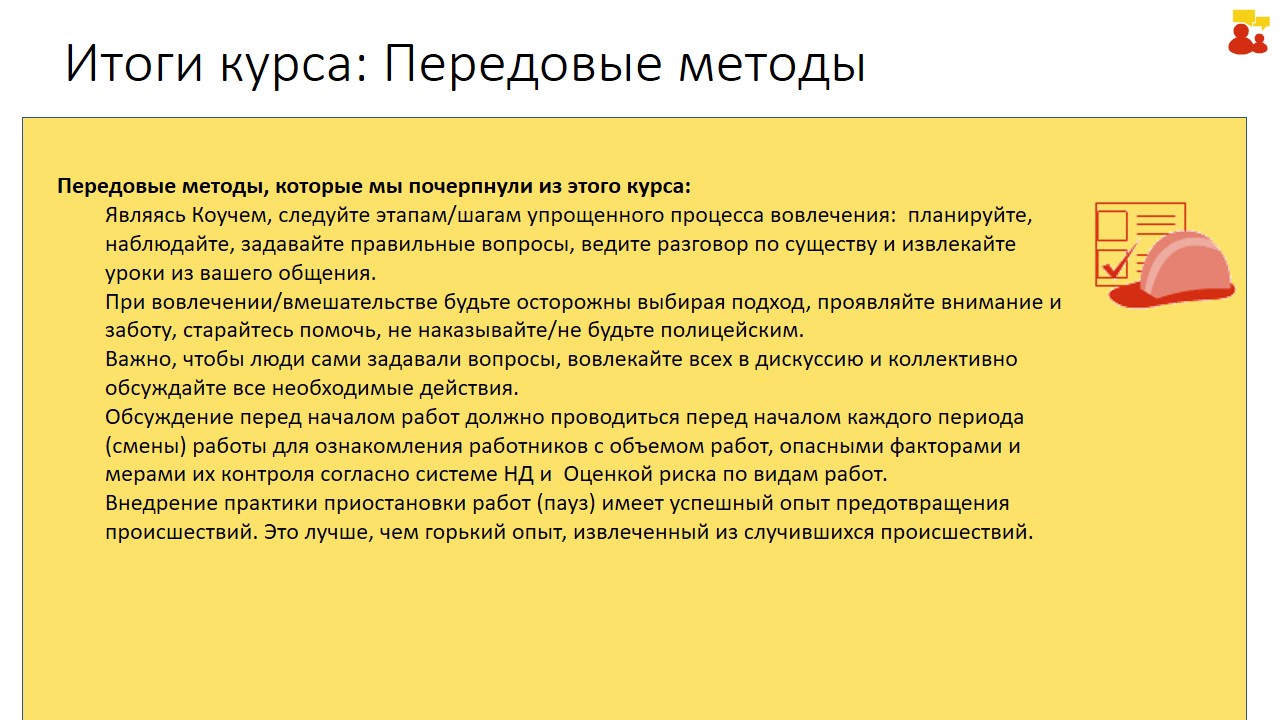 Итоги курса: Передовые методы
Передовые методы, которые мы почерпнули из этого курса:
Являясь Коучем, следуйте этапам/шагам упрощенного процесса вовлечения:  планируйте,
наблюдайте, задавайте правильные вопросы, ведите разговор по существу и извлекайте
уроки из вашего общения.
При вовлечении/вмешательстве будьте осторожны выбирая подход, проявляйте внимание и
заботу, старайтесь помочь, не наказывайте/не будьте полицейским.
Важно, чтобы люди сами задавали вопросы, вовлекайте всех в дискуссию и коллективно
обсуждайте все необходимые действия.
Обсуждение перед началом работ должно проводиться перед началом каждого периода
(смены) работы для ознакомления работников с объемом работ, опасными факторами и
мерами их контроля согласно системе НД и  Оценкой риска по видам работ.
Внедрение практики приостановки работ (пауз) имеет успешный опыт предотвращения
происшествий. Это лучше, чем горький опыт, извлеченный из случившихся происшествий.